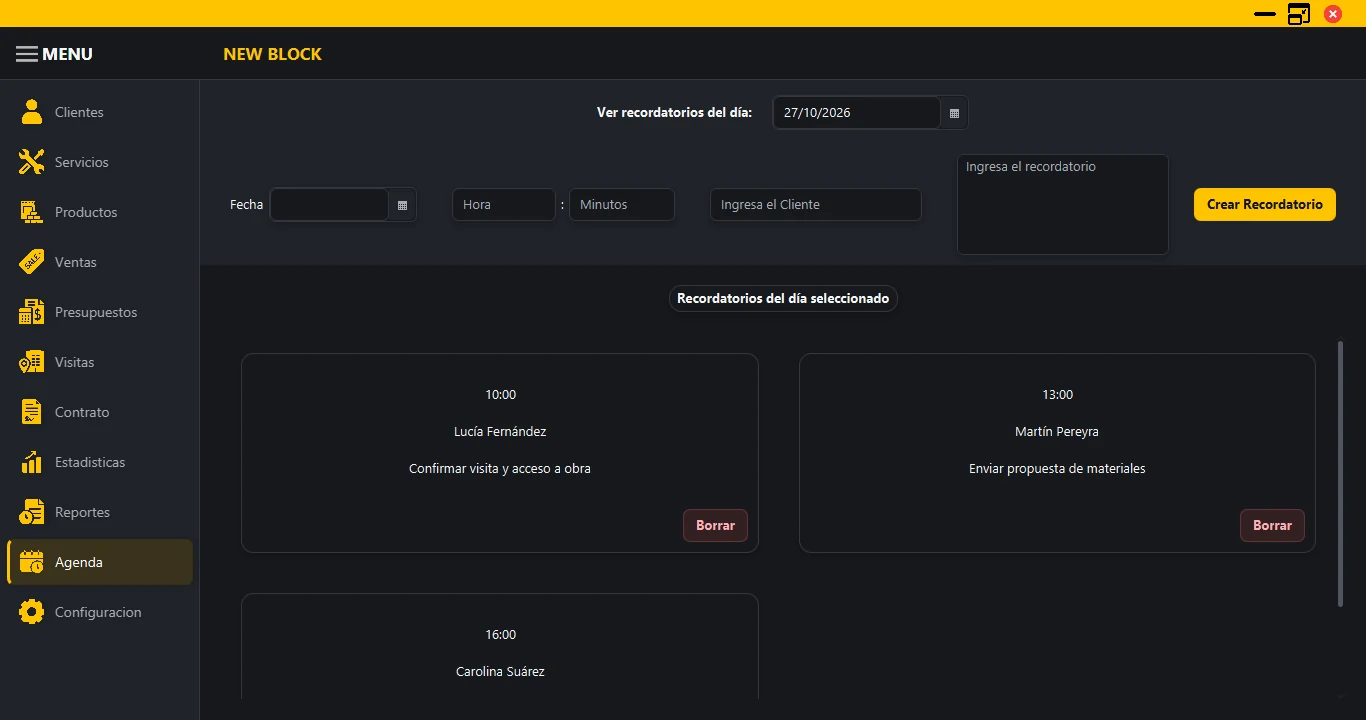 MENU
NEW BLOCK
Clientes
Servicios
Productos
SALE
Ventas
$
Presupuestos
Visitas
Contrato
Estadisticas
Reportes
Agenda
Configuracion
Ver recordatorios del día: 27/10/2026
Fecha
Hora : Minutos
Ingresa el Cliente
Ingresa el recordatorio
Crear Recordatorio
Recordatorios del día seleccionado
10:00
Lucía Fernández
Confirmar visita y acceso a obra
Borrar
13:00
Martín Pereyra
Enviar propuesta de materiales
Borrar
16:00
Carolina Suárez